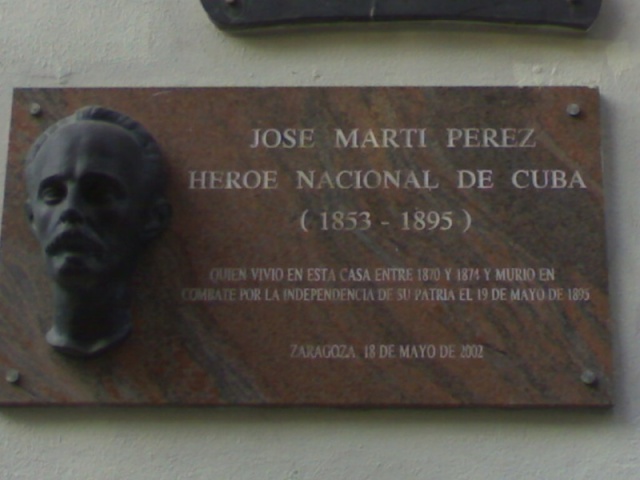 JOSE MARTI PEREZ
HEROE NACIONAL DE CUBA
( 1853 - 1895 )
QUIEN VIVIO EN ESTA CASA ENTRE 1870 Y 1874 Y MURIO EN
COMBATE POR LA INDEPENDENCIA DE SU PATRIA EL 19 DE MAYO DE 1895
ZARAGOZA, 18 DE MAYO DE 2002